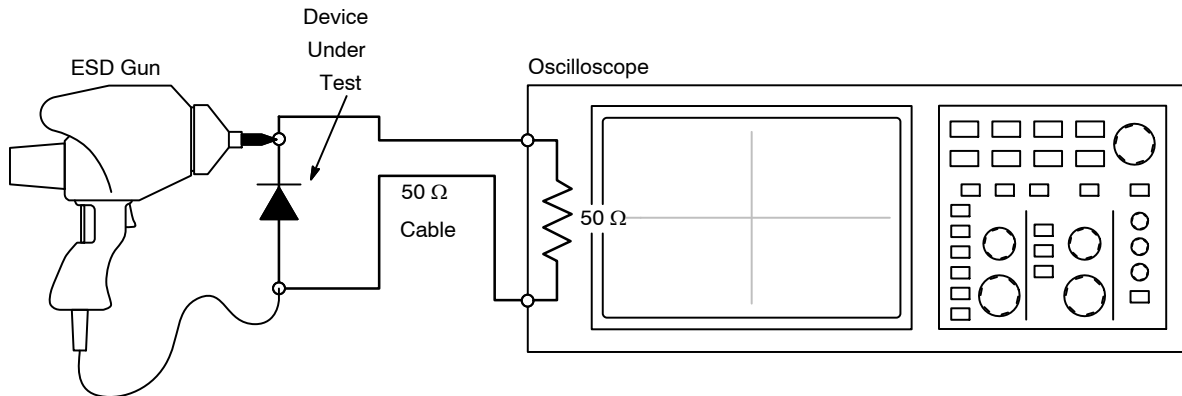 Device
Under
Test
ESD Gun
Oscilloscope
50 Ω
Cable
50 Ω